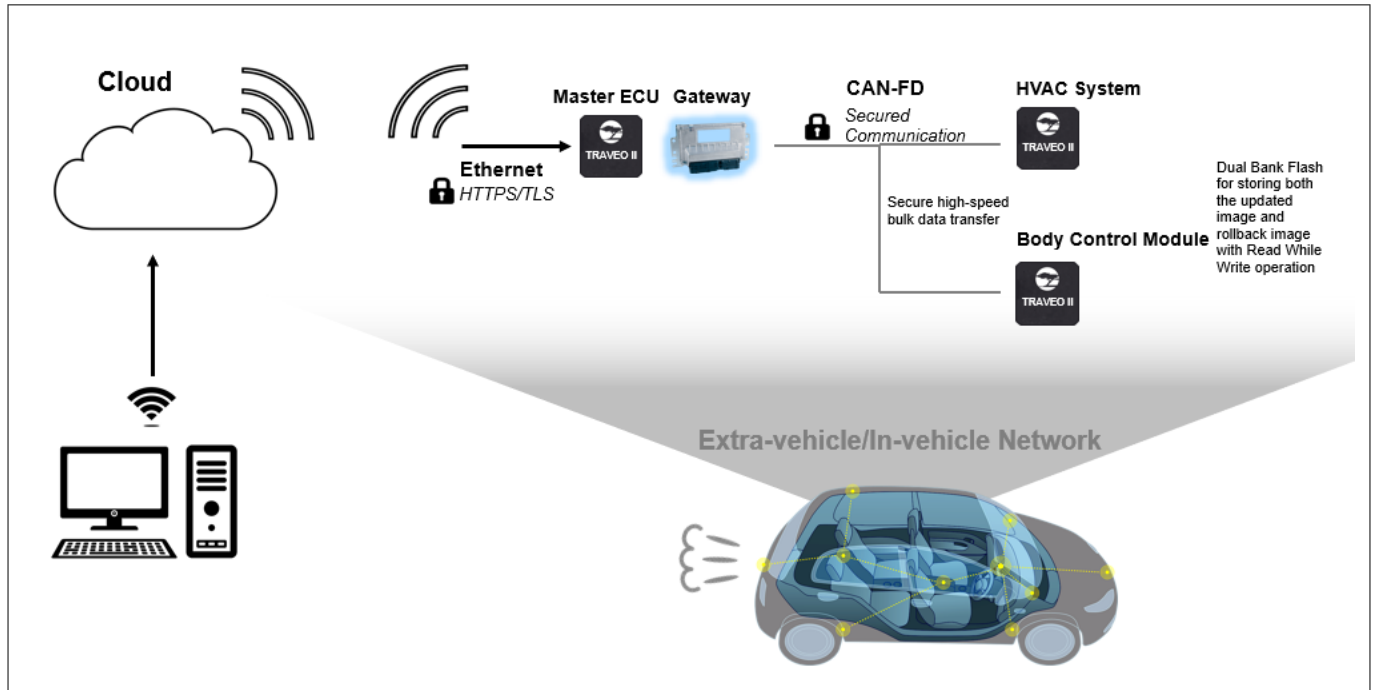 Cloud
Master ECU
Gateway
CAN-FD
HVAC System
Secured
Communication
TRAVEO II
TRAVEO II
Ethernet
HTTPS/TLS
Dual Bank Flash
for storing both
the updated
image and
rollback image
with Read While
Write operation
Secure high-speed
bulk data transfer
Body Control Module
TRAVEO II
Extra-vehicle/In-vehicle Network